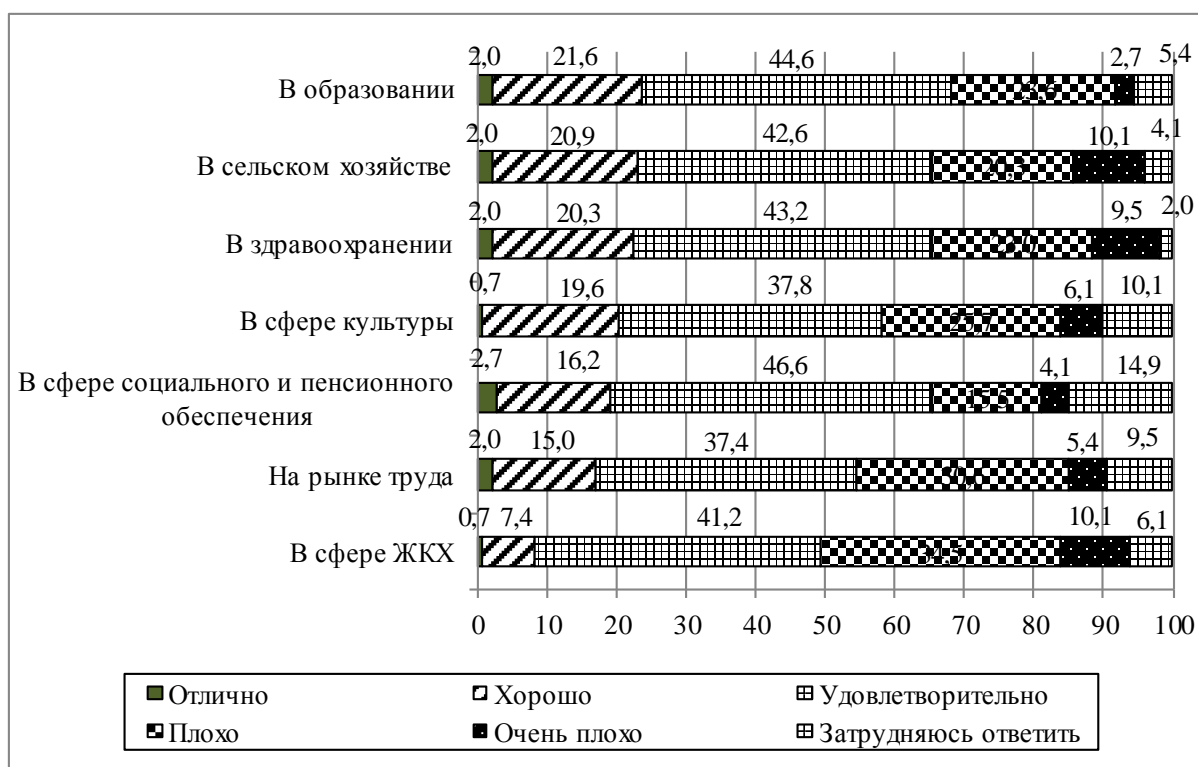 2,0 21,6 44,6 2,7 5,4
В образовании
2,0 20,9 42,6 10,1 4,1
В сельском хозяйстве
2,0 20,3 43,2 9,5 2,0
В здравоохранении
0,7 19,6 37,8 6,1 10,1
В сфере культуры 25,7
2,7 16,2 46,6 4,1 14,9
В сфере социального и пенсионного
обеспечения
2,0 15,0 37,4 5,4 9,5
На рынке труда
0,7 7,4 41,2 10,1 6,1
В сфере ЖКХ 34,5
0 10 20 30 40 50 60 70 80 90 100
Отлично Хорошо Удовлетворительно
Плохо Очень плохо Затрудняюсь ответить